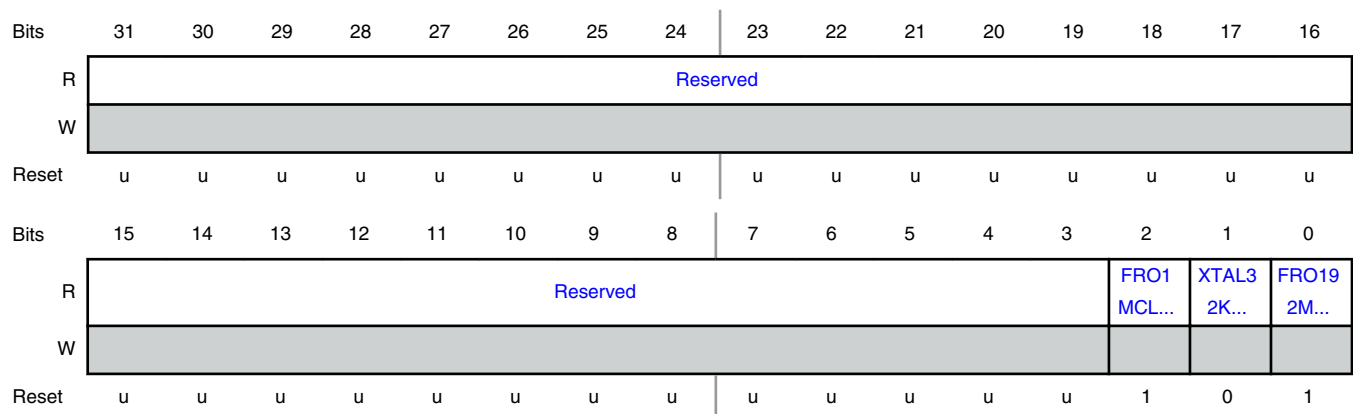 Bits 31 30 29 28 27 26 25 24 23 22 21 20 19 18 17 16
R Reserved
W
Reset u u u u u u u u u u u u u u u u
Bits 15 14 13 12 11 10 9 8 7 6 5 4 3 2 1 0
R Reserved FRO1 XTAL3 FRO19
MCL... 2K... 2M...
W
Reset u u u u u u u u u u u u u 1 0 1